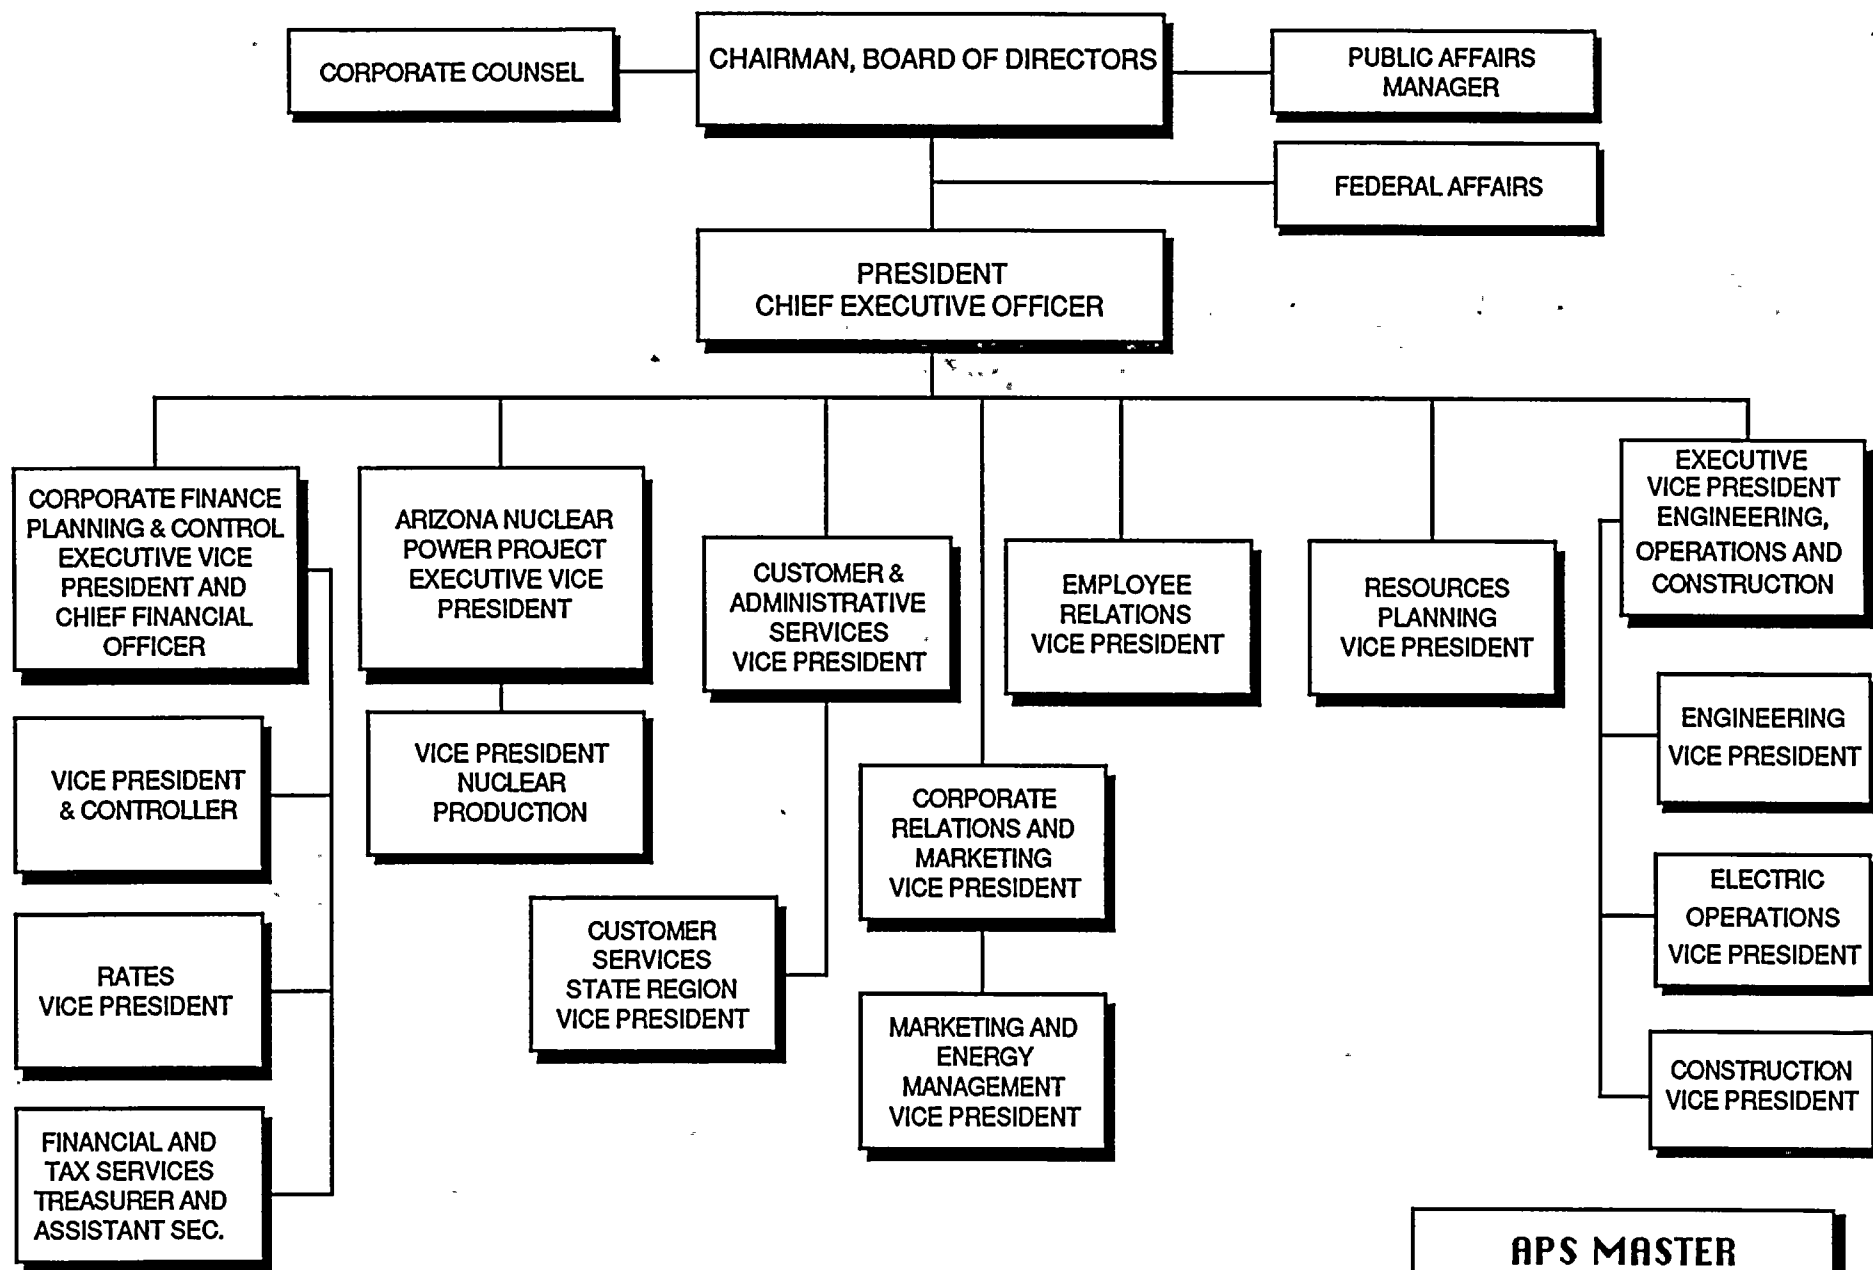 CORPORATE COUNSEL
CHAIRMAN, BOARD OF DIRECTORS
PUBLIC AFFAIRS
MANAGER
FEDERAL AFFAIRS
PRESIDENT
CHIEF EXECUTIVE OFFICER
CORPORATE FINANCE
PLANNING & CONTROL
EXECUTIVE VICE
PRESIDENT AND
CHIEF FINANCIAL
OFFICER
ARIZONA NUCLEAR
POWER PROJECT
EXECUTIVE VICE
PRESIDENT
CUSTOMER &
ADMINISTRATIVE
SERVICES
VICE PRESIDENT
EMPLOYEE
RELATIONS
VICE PRESIDENT
RESOURCES
PLANNING
VICE PRESIDENT
EXECUTIVE
VICE PRESIDENT
ENGINEERING,
OPERATIONS AND
CONSTRUCTION
VICE PRESIDENT
& CONTROLLER
VICE PRESIDENT
NUCLEAR
PRODUCTION
CORPORATE
RELATIONS AND
MARKETING
VICE PRESIDENT
ENGINEERING
VICE PRESIDENT
RATES
VICE PRESIDENT
CUSTOMER
SERVICES
STATE REGION
VICE PRESIDENT
MARKETING AND
ENERGY
MANAGEMENT
VICE PRESIDENT
ELECTRIC
OPERATIONS
VICE PRESIDENT
CONSTRUCTION
VICE PRESIDENT
FINANCIAL AND
TAX SERVICES
TREASURER AND
ASSISTANT SEC.
APS MASTER